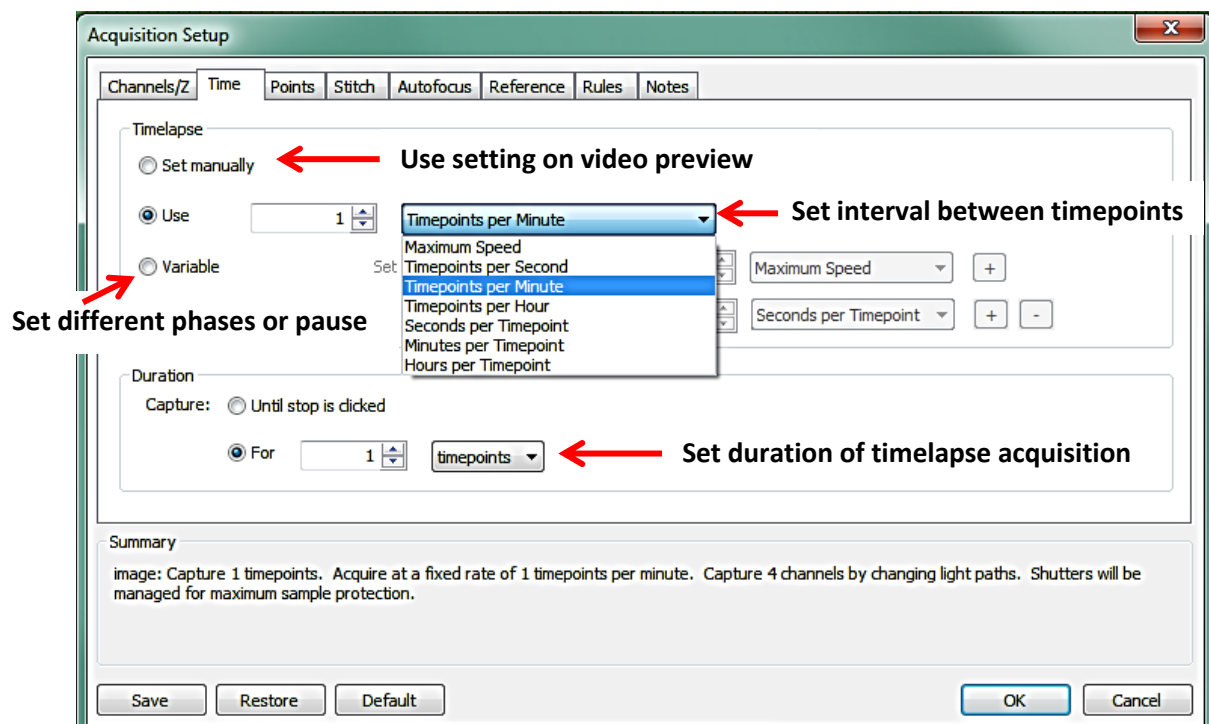 Acquisition Setup
X
Channels/Z Time Points Stitch Autofocus Reference Rules Notes
Timelapse
Set manually
Use setting on video preview
Use 1 Timepoints per Minute
Set interval between timepoints
Maximum Speed
Variable Set Timepoints per Second Maximum Speed +
Timepoints per Minute
Timepoints per Hour
Set different phases or pause
Seconds per Timepoint Seconds per Timepoint + -
Minutes per Timepoint
Hours per Timepoint
Duration
Capture: Until stop is clicked
For 1 timepoints
Set duration of timelapse acquisition
Summary
image: Capture 1 timepoints. Acquire at a fixed rate of 1 timepoints per minute. Capture 4 channels by changing light paths. Shutters will be
managed for maximum sample protection.
Save Restore Default OK Cancel